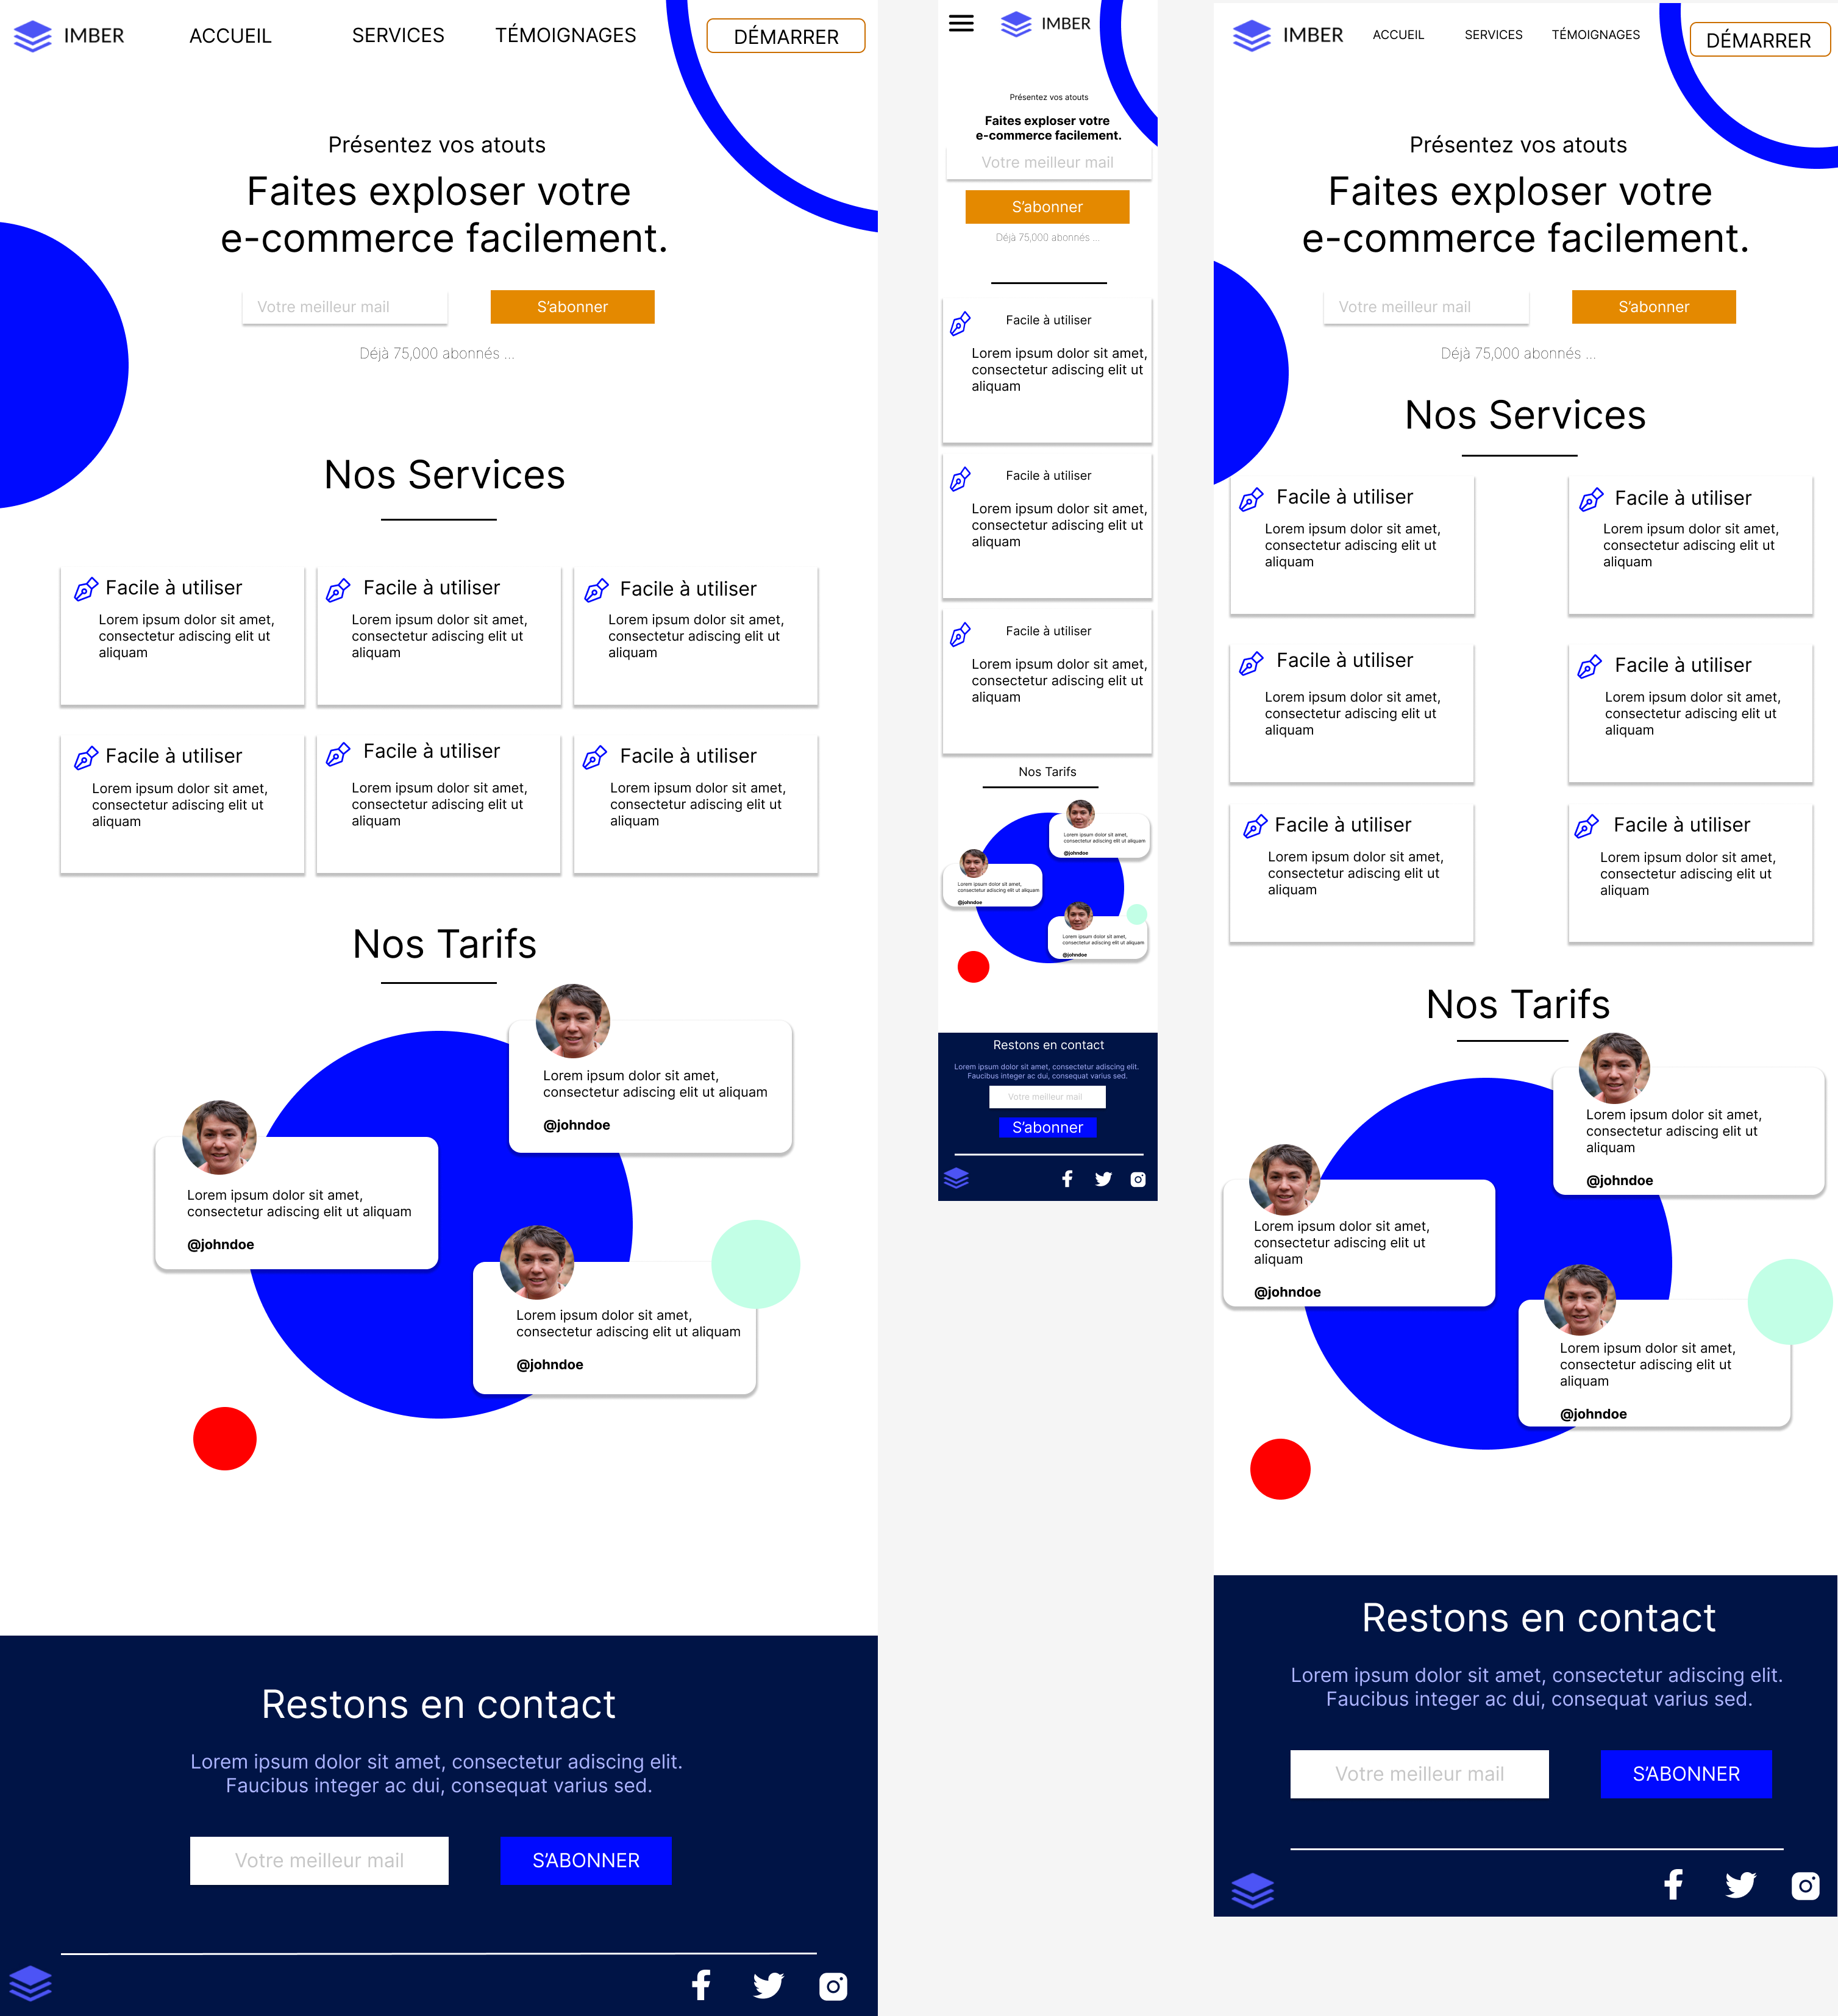 IMBER
ACCUEIL
SERVICES
TÉMOIGNAGES
DÉMARRER
Présentez vos atouts
Faites exploser votre
e-commerce facilement.
Votre meilleur mail
S'abonner
Déjà 75,000 abonnés ...
Nos Services
Facile à utiliser
Lorem ipsum dolor sit amet,
consectetur adiscing elit ut
aliquam
Facile à utiliser
Lorem ipsum dolor sit amet,
consectetur adiscing elit ut
aliquam
Facile à utiliser
Lorem ipsum dolor sit amet,
consectetur adiscing elit ut
aliquam
Facile à utiliser
Lorem ipsum dolor sit amet,
consectetur adiscing elit ut
aliquam
Facile à utiliser
Lorem ipsum dolor sit amet,
consectetur adiscing elit ut
aliquam
Facile à utiliser
Lorem ipsum dolor sit amet,
consectetur adiscing elit ut
aliquam
Nos Tarifs
Lorem ipsum dolor sit amet,
consectetur adiscing elit ut aliquam
@johndoe
Lorem ipsum dolor sit amet,
consectetur adiscing elit ut aliquam
@johndoe
Lorem ipsum dolor sit amet,
consectetur adiscing elit ut aliquam
@johndoe
Restons en contact
Lorem ipsum dolor sit amet, consectetur adiscing elit.
Faucibus integer ac dui, consequat varius sed.
Votre meilleur mail
S'ABONNER
IMBER
Présentez vos atouts
Faites exploser votre
e-commerce facilement.
Votre meilleur mail
S'abonner
Déjà 75,000 abonnés ...
Facile à utiliser
Lorem ipsum dolor sit amet,
consectetur adiscing elit ut
aliquam
Facile à utiliser
Lorem ipsum dolor sit amet,
consectetur adiscing elit ut
aliquam
Facile à utiliser
Lorem ipsum dolor sit amet,
consectetur adiscing elit ut
aliquam
Nos Tarifs
Lorem ipsum dolor sit amet,
consectetur adiscing elit ut aliquam
@johndoe
Lorem ipsum dolor sit amet,
consectetur adiscing elit ut aliquam
@johndoe
Lorem ipsum dolor sit amet,
consectetur adiscing elit ut aliquam
@johndoe
Restons en contact
Lorem ipsum dolor sit amet, consectetur adiscing elit.
Faucibus integer ac dui, consequat varius sed.
Votre meilleur mail
S'abonner
IMBER
ACCUEIL
SERVICES
TÉMOIGNAGES
DÉMARRER
Présentez vos atouts
Faites exploser votre
e-commerce facilement.
Votre meilleur mail
S'abonner
Déjà 75,000 abonnés ...
Nos Services
Facile à utiliser
Lorem ipsum dolor sit amet,
consectetur adiscing elit ut
aliquam
Facile à utiliser
Lorem ipsum dolor sit amet,
consectetur adiscing elit ut
aliquam
Facile à utiliser
Lorem ipsum dolor sit amet,
consectetur adiscing elit ut
aliquam
Facile à utiliser
Lorem ipsum dolor sit amet,
consectetur adiscing elit ut
aliquam
Facile à utiliser
Lorem ipsum dolor sit amet,
consectetur adiscing elit ut
aliquam
Facile à utiliser
Lorem ipsum dolor sit amet,
consectetur adiscing elit ut
aliquam
Nos Tarifs
Lorem ipsum dolor sit amet,
consectetur adiscing elit ut
aliquam
@johndoe
Lorem ipsum dolor sit amet,
consectetur adiscing elit ut
aliquam
@johndoe
Lorem ipsum dolor sit amet,
consectetur adiscing elit ut
aliquam
@johndoe
Restons en contact
Lorem ipsum dolor sit amet, consectetur adiscing elit.
Faucibus integer ac dui, consequat varius sed.
Votre meilleur mail
S'ABONNER